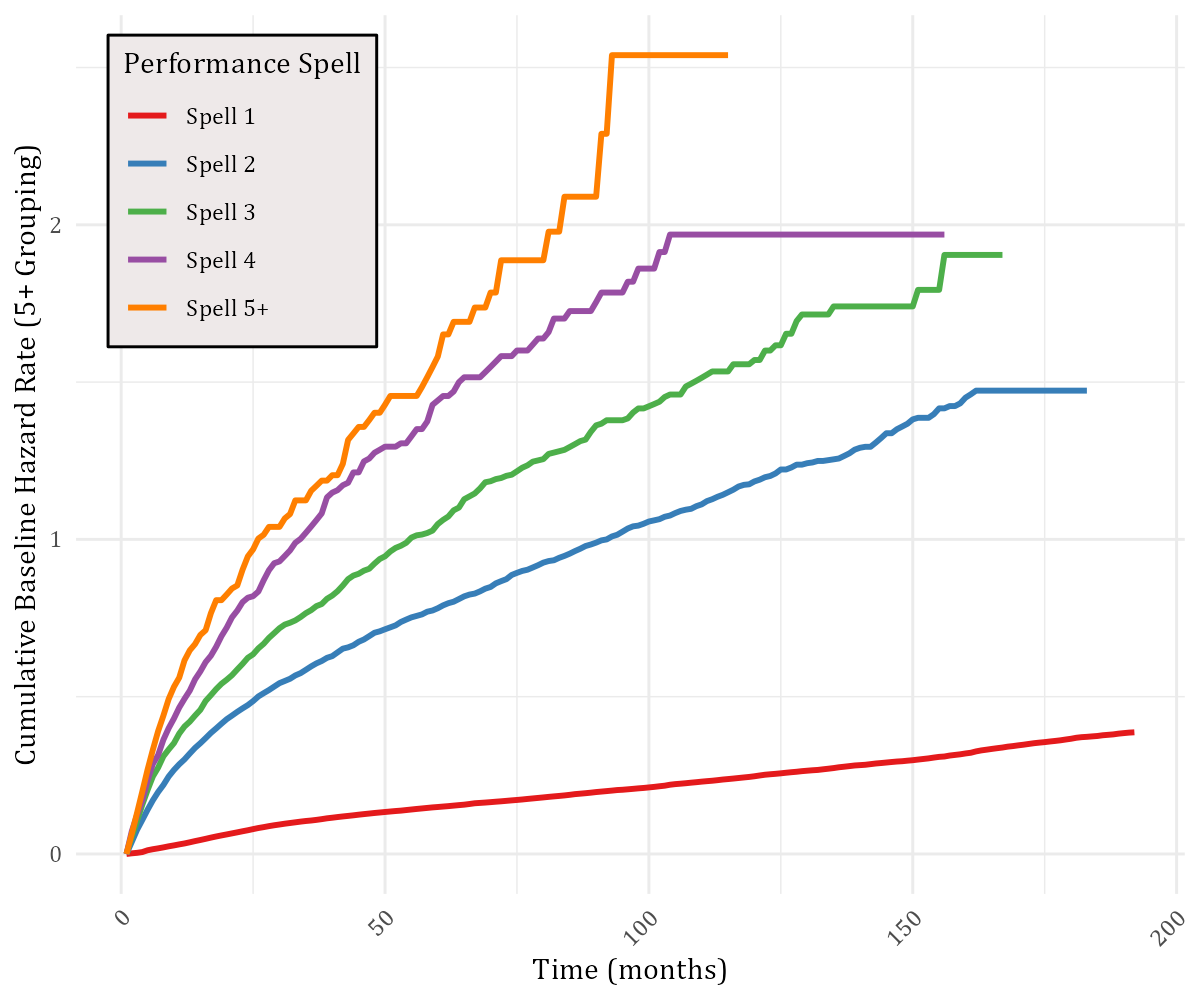 Performance Spell
Spell 1
Spell 2
Spell 3
Spell 4
Spell 5+
Cumulative Baseline Hazard Rate (5+ Grouping)
2
1
0
0
50
100
150
200
Time (months)